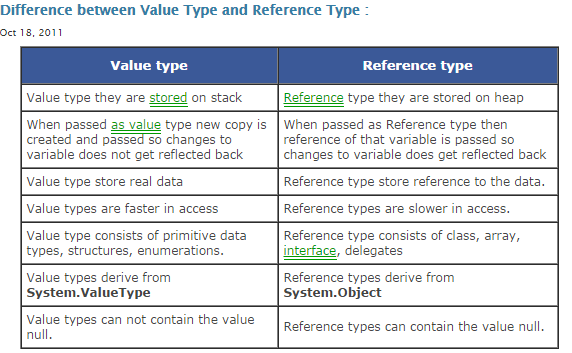 Difference between Value Type and Reference Type :
Oct 18, 2011
Value type
Reference type
Value type they are stored on stack
Reference type they are stored on heap
When passed as value type new copy is
created and passed so changes to
variable does not get reflected back
When passed as Reference type then
reference of that variable is passed so
changes to variable does get reflected back
Value type store real data
Reference type store reference to the data.
Value types are faster in access
Reference types are slower in access.
Value type consists of primitive data
types, structures, enumerations.
Reference type consists of class, array,
interface, delegates
Value types derive from
System.ValueType
Reference types derive from
System.Object
Value types can not contain the value
null.
Reference types can contain the value null.